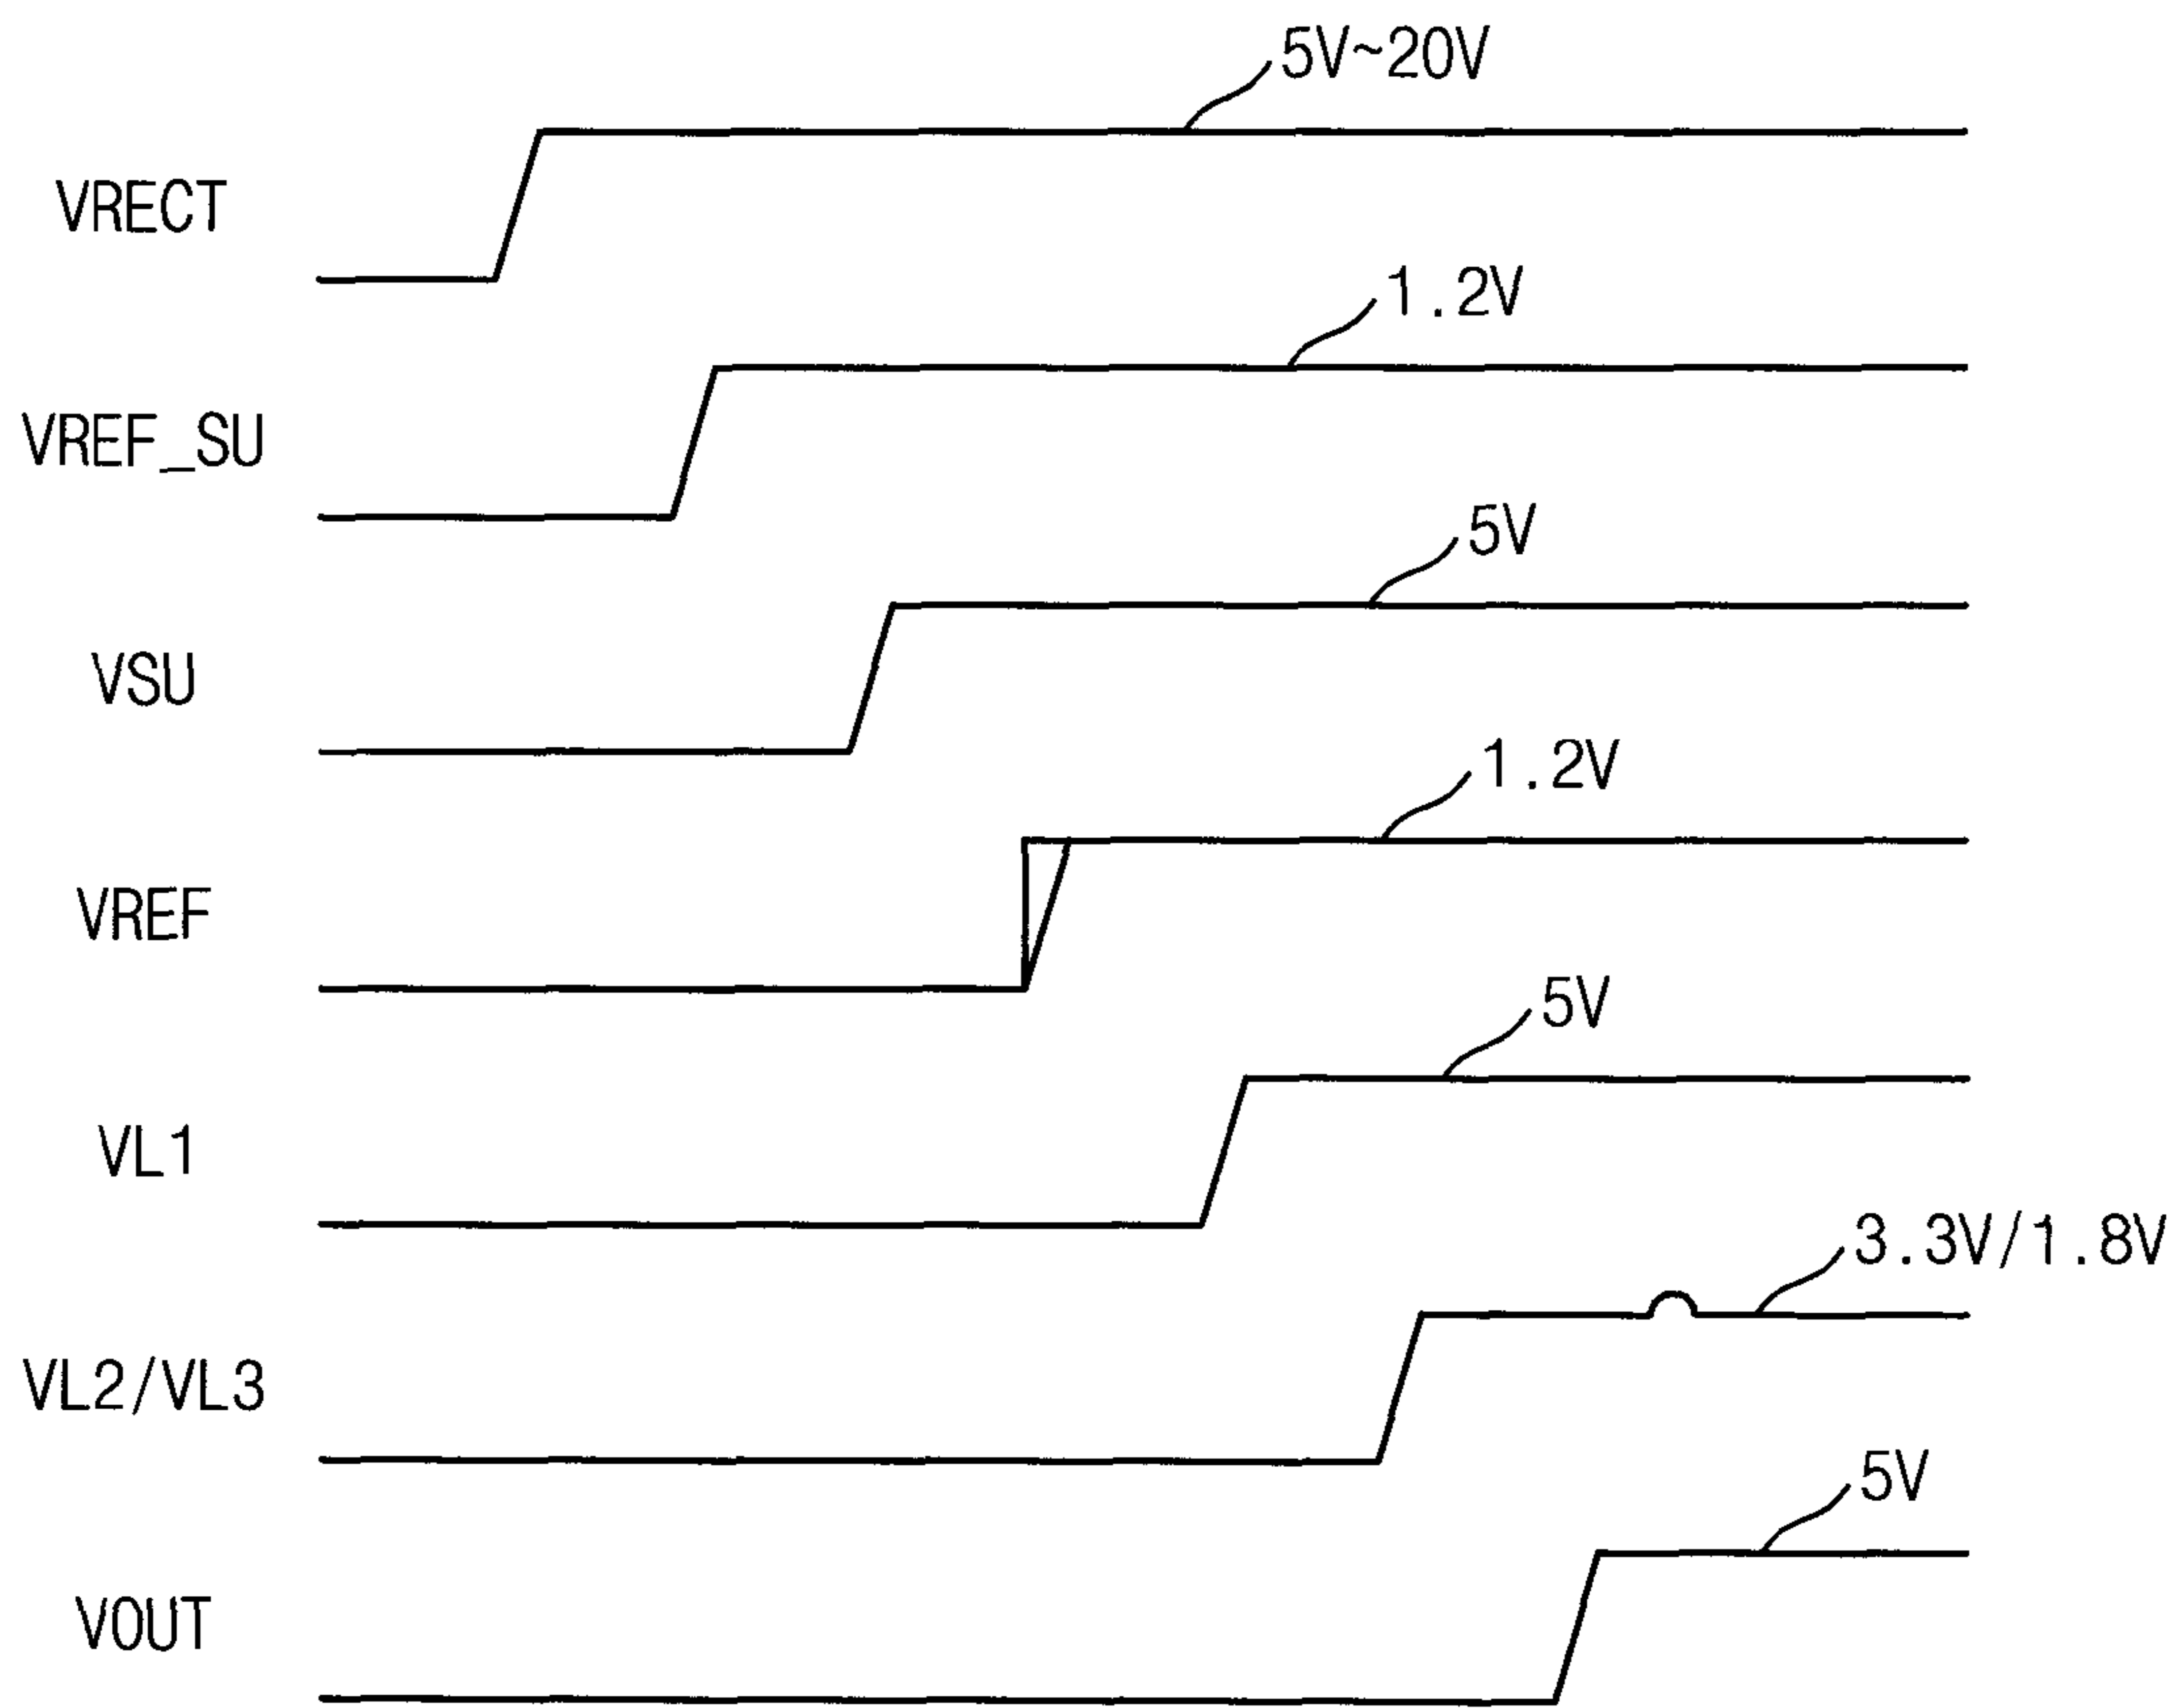 5V~20V
VRECT
1.2V
VREF_SU
5V
VSU
1.2V
VREF
5V
VL1
3.3V/1.8V
VL2/VL3
5V
VOUT